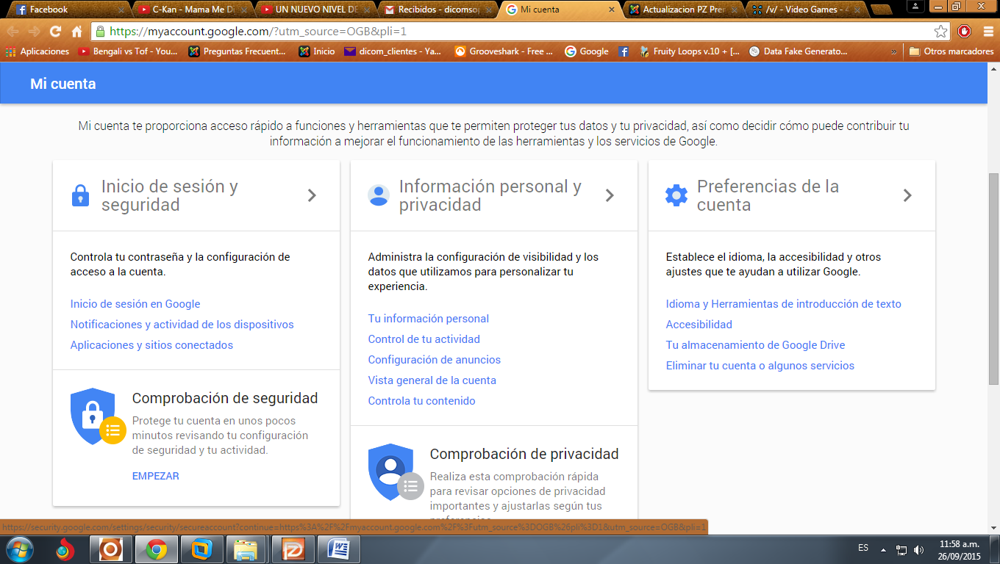 Facebook
C-Kan - Mama Me D
UN NUEVO NIVEL DE
Recibidos - dicomsop
Mi cuenta
Actualizacion PZ Prem
/v/ - Video Games - 4
https://myaccount.google.com/?utm_source=OGB&pli=1
Aplicaciones
Bengali vs Tof - You...
Preguntas Frecuent...
Inicio
dicom_clientes - Ya...
Grooveshark - Free ...
Google
Fruity Loops v.10 + [...
Data Fake Generato...
»
Otros marcadores
Mi cuenta
Mi cuenta te proporciona acceso rápido a funciones y herramientas que te permiten proteger tus datos y tu privacidad, así como decidir cómo puede contribuir tu
información a mejorar el funcionamiento de las herramientas y los servicios de Google.
Inicio de sesión y
seguridad
Controla tu contraseña y la configuración de
acceso a la cuenta.
Inicio de sesión en Google
Notificaciones y actividad de los dispositivos
Aplicaciones y sitios conectados
Comprobación de seguridad
Protege tu cuenta en unos pocos
minutos revisando tu configuración
de seguridad y tu actividad.
EMPEZAR
Información personal y
privacidad
Administra la configuración de visibilidad y los
datos que utilizamos para personalizar tu
experiencia.
Tu información personal
Control de tu actividad
Configuración de anuncios
Vista general de la cuenta
Controla tu contenido
Comprobación de privacidad
Realiza esta comprobación rápida
para revisar opciones de privacidad
importantes y ajustarlas según tus
preferencias.
Preferencias de la
cuenta
Establece el idioma, la accesibilidad y otros
ajustes que te ayudan a utilizar Google.
Idioma y Herramientas de introducción de texto
Accesibilidad
Tu almacenamiento de Google Drive
Eliminar tu cuenta o algunos servicios
https://security.google.com/settings/security/secureaccount?continue=https%3A%2F%2Fmyaccount.google.com%2F%3Futm_source%3DOGB%26pli%3D1&utm_source=OGB&pli=1
ES
11:58 a.m.
26/09/2015